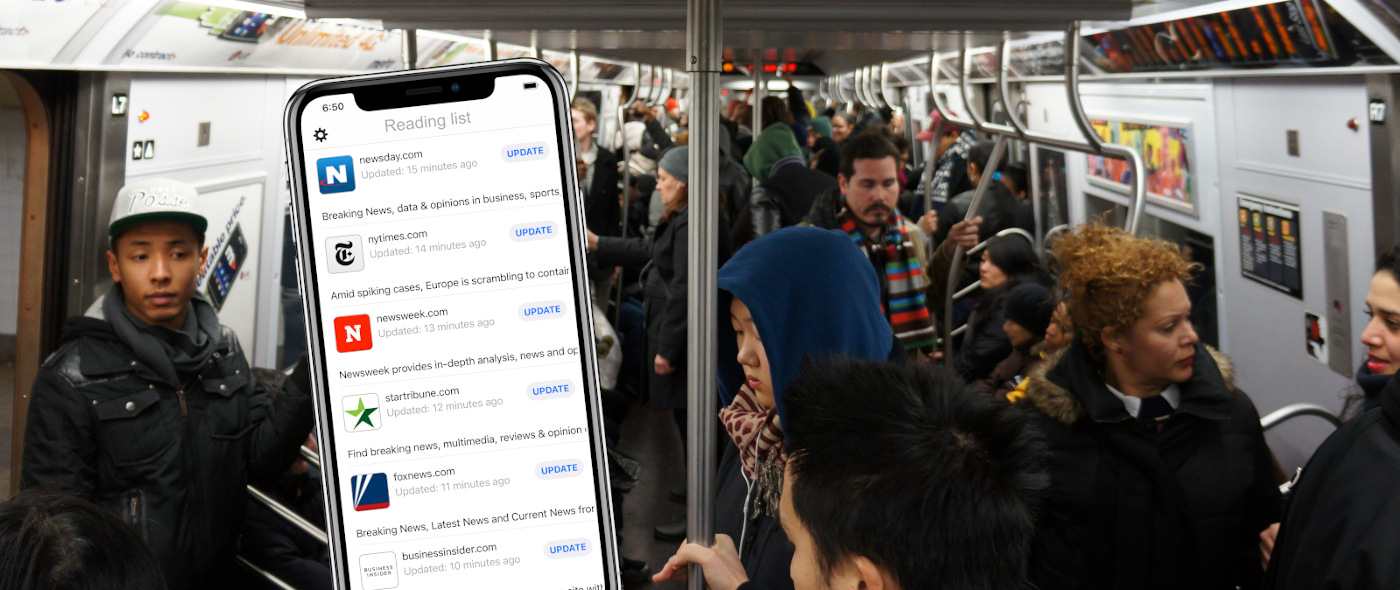 Unlimited 4G
no contract
6:50
Reading list
newsday.com
Updated: 15 minutes ago
UPDATE
Breaking News, data & opinions in business, sports
nytimes.com
Updated: 14 minutes ago
UPDATE
Amid spiking cases, Europe is scrambling to contain
newsweek.com
Updated: 13 minutes ago
UPDATE
Newsweek provides in-depth analysis, news and op
startribune.com
Updated: 12 minutes ago
UPDATE
Find breaking news, multimedia, reviews & opinion
foxnews.com
Updated: 11 minutes ago
UPDATE
Breaking News, Latest News and Current News from
businessinsider.com
Updated: 10 minutes ago
UPDATE
BUSINESS
INSIDER
Posse